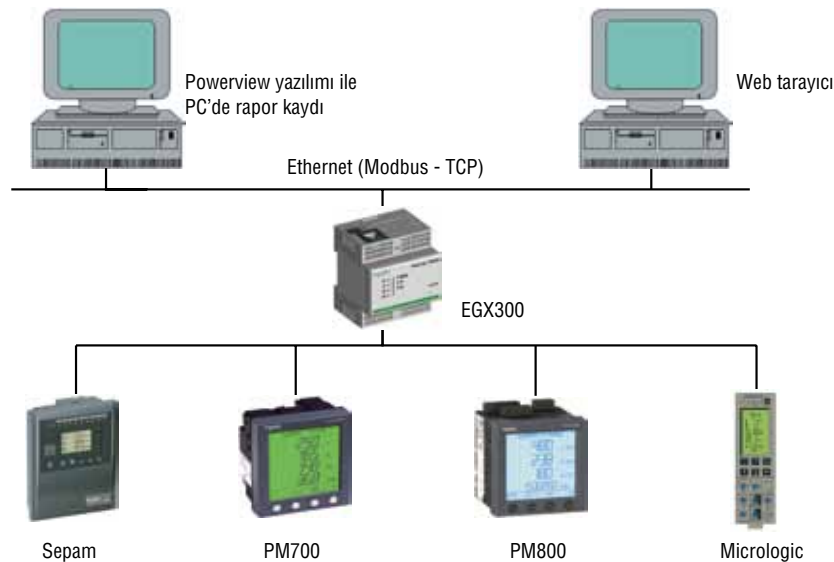 Powerview yazılımı ile
PC'de rapor kaydı
Web tarayıcı
Ethernet (Modbus - TCP)
EGX300
Sepam
PM700
PM800
Micrologic